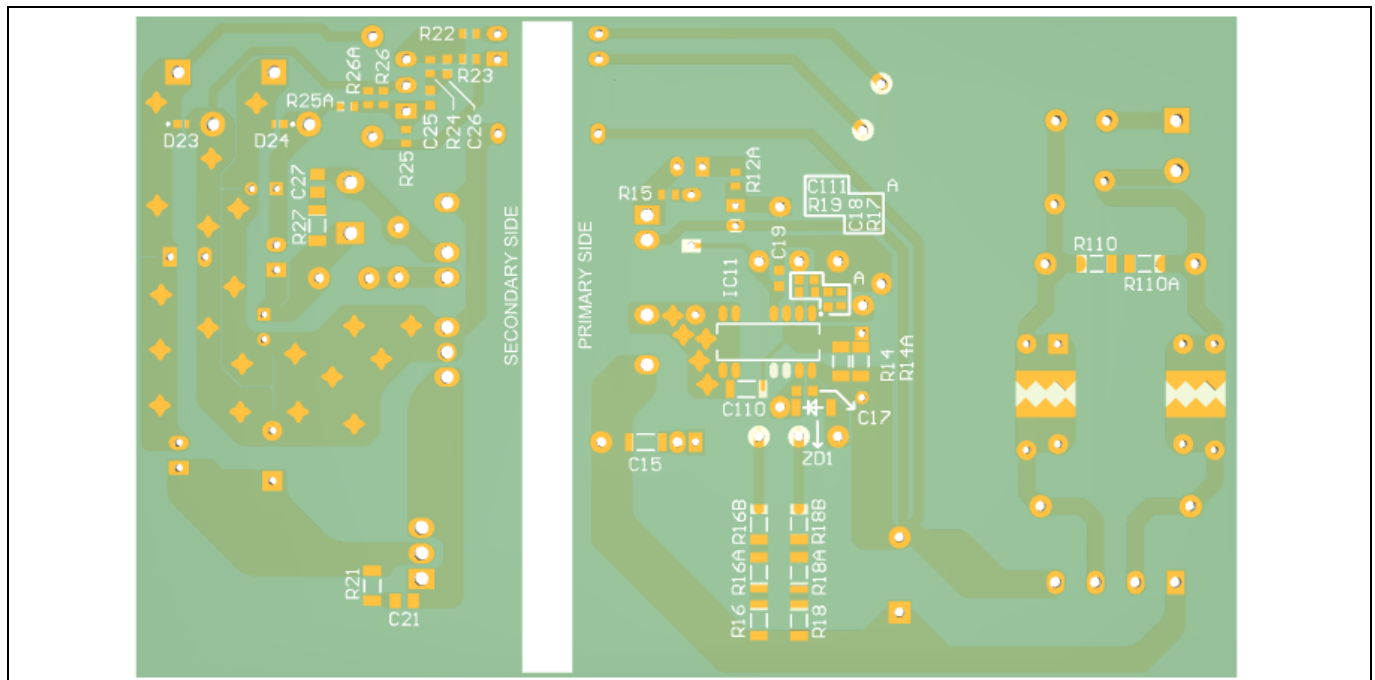 R22
R23
R26A
R26
R25A
D23
D24
R25
C25
R24
C26
C27
R27
SECONDARY SIDE
PRIMARY SIDE
R12A
R15
C111
R19
C18
R17
A
C19
IC11
A
R110
R110A
R14
R14A
C110
C17
ZD1
C15
R16B
R18B
R16A
R18A
R16
R18
R21
C21